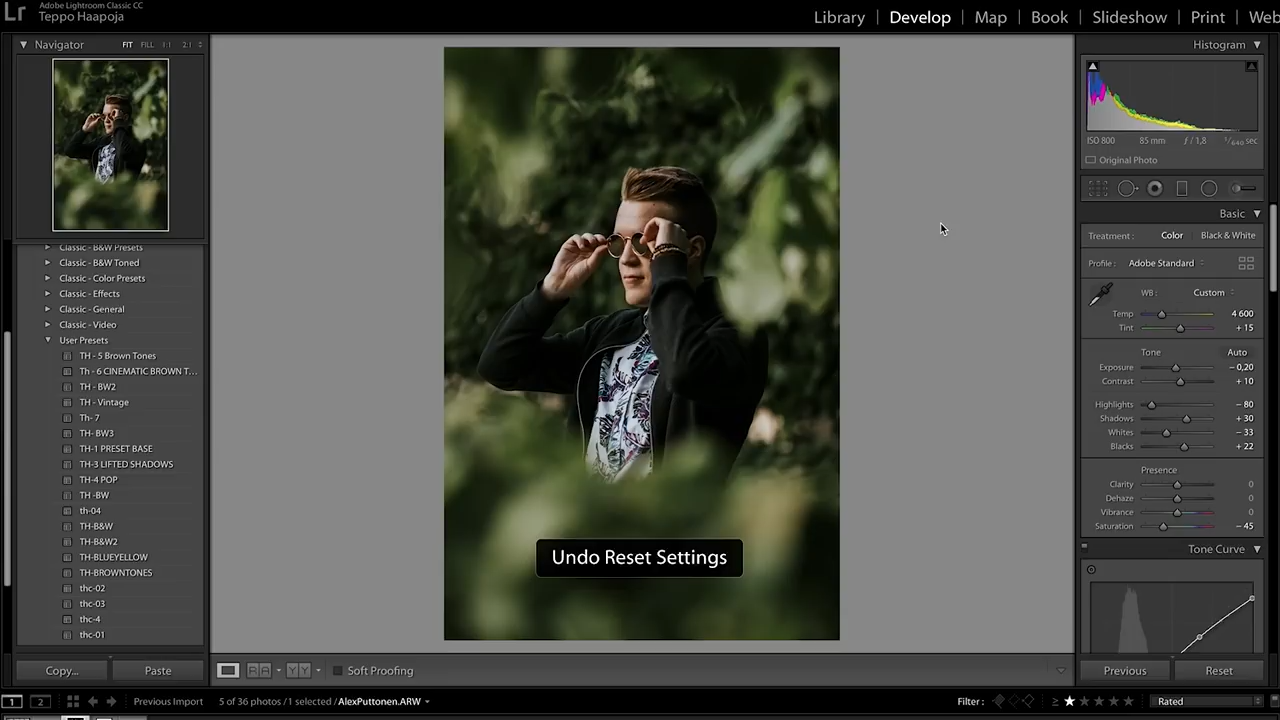 Lr
Adobe Lightroom Classic CC
Teppo Haapoja
Library | Develop | Map | Book | Slideshow | Print | Web
Navigator FIT FILL 1:1 2:1
Classic - B&W Presets
Classic - B&W Toned
Classic - Color Presets
Classic - Effects
Classic - General
Classic - Video
User Presets
TH - 5 Brown Tones
Th - 6 CINEMATIC BROWN T...
TH - BW2
TH - Vintage
Th- 7
TH- BW3
TH-1 PRESET BASE
TH-3 LIFTED SHADOWS
TH-4 POP
TH -BW
th-04
TH-B&W
TH-B&W2
TH-BLUEYELLOW
TH-BROWNTONES
thc-02
thc-03
thc-4
thc-01
Copy... Paste
Undo Reset Settings
Soft Proofing
Histogram
ISO 800 85 mm ƒ / 1,8 1/640 sec
Original Photo
Basic
Treatment : Color Black & White
Profile : Adobe Standard
WB : Custom
Temp 4 600
Tint + 15
Tone Auto
Exposure − 0,20
Contrast + 10
Highlights − 80
Shadows + 30
Whites − 33
Blacks + 22
Presence
Clarity 0
Dehaze 0
Vibrance 0
Saturation − 45
Tone Curve
Previous Reset
1 2 Previous Import 5 of 36 photos / 1 selected / AlexPuttonen.ARW Filter : ≥ ★★★★★ Rated